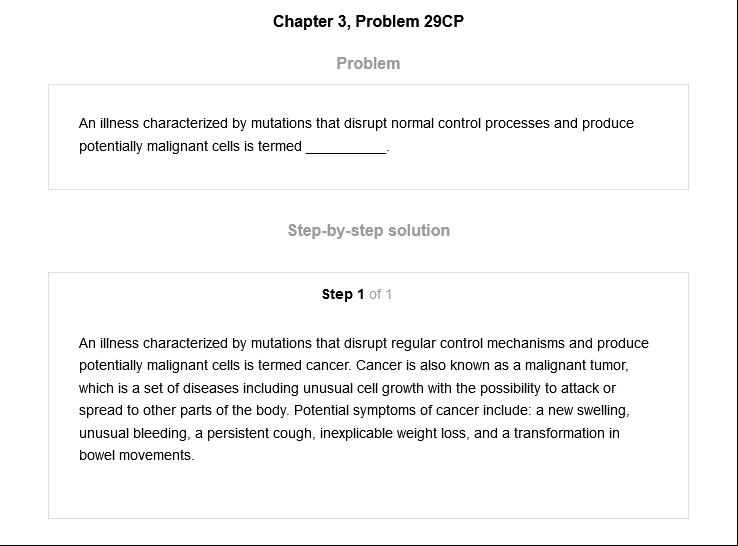 Chapter 3, Problem 29CP
Problem
An illness characterized by mutations that disrupt normal control processes and produce
potentially malignant cells is termed __________.
Step-by-step solution
Step 1 of 1
An illness characterized by mutations that disrupt regular control mechanisms and produce
potentially malignant cells is termed cancer. Cancer is also known as a malignant tumor,
which is a set of diseases including unusual cell growth with the possibility to attack or
spread to other parts of the body. Potential symptoms of cancer include: a new swelling,
unusual bleeding, a persistent cough, inexplicable weight loss, and a transformation in
bowel movements.